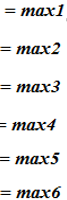 = max1
= max2
= max3
= max4
= max5
= max6